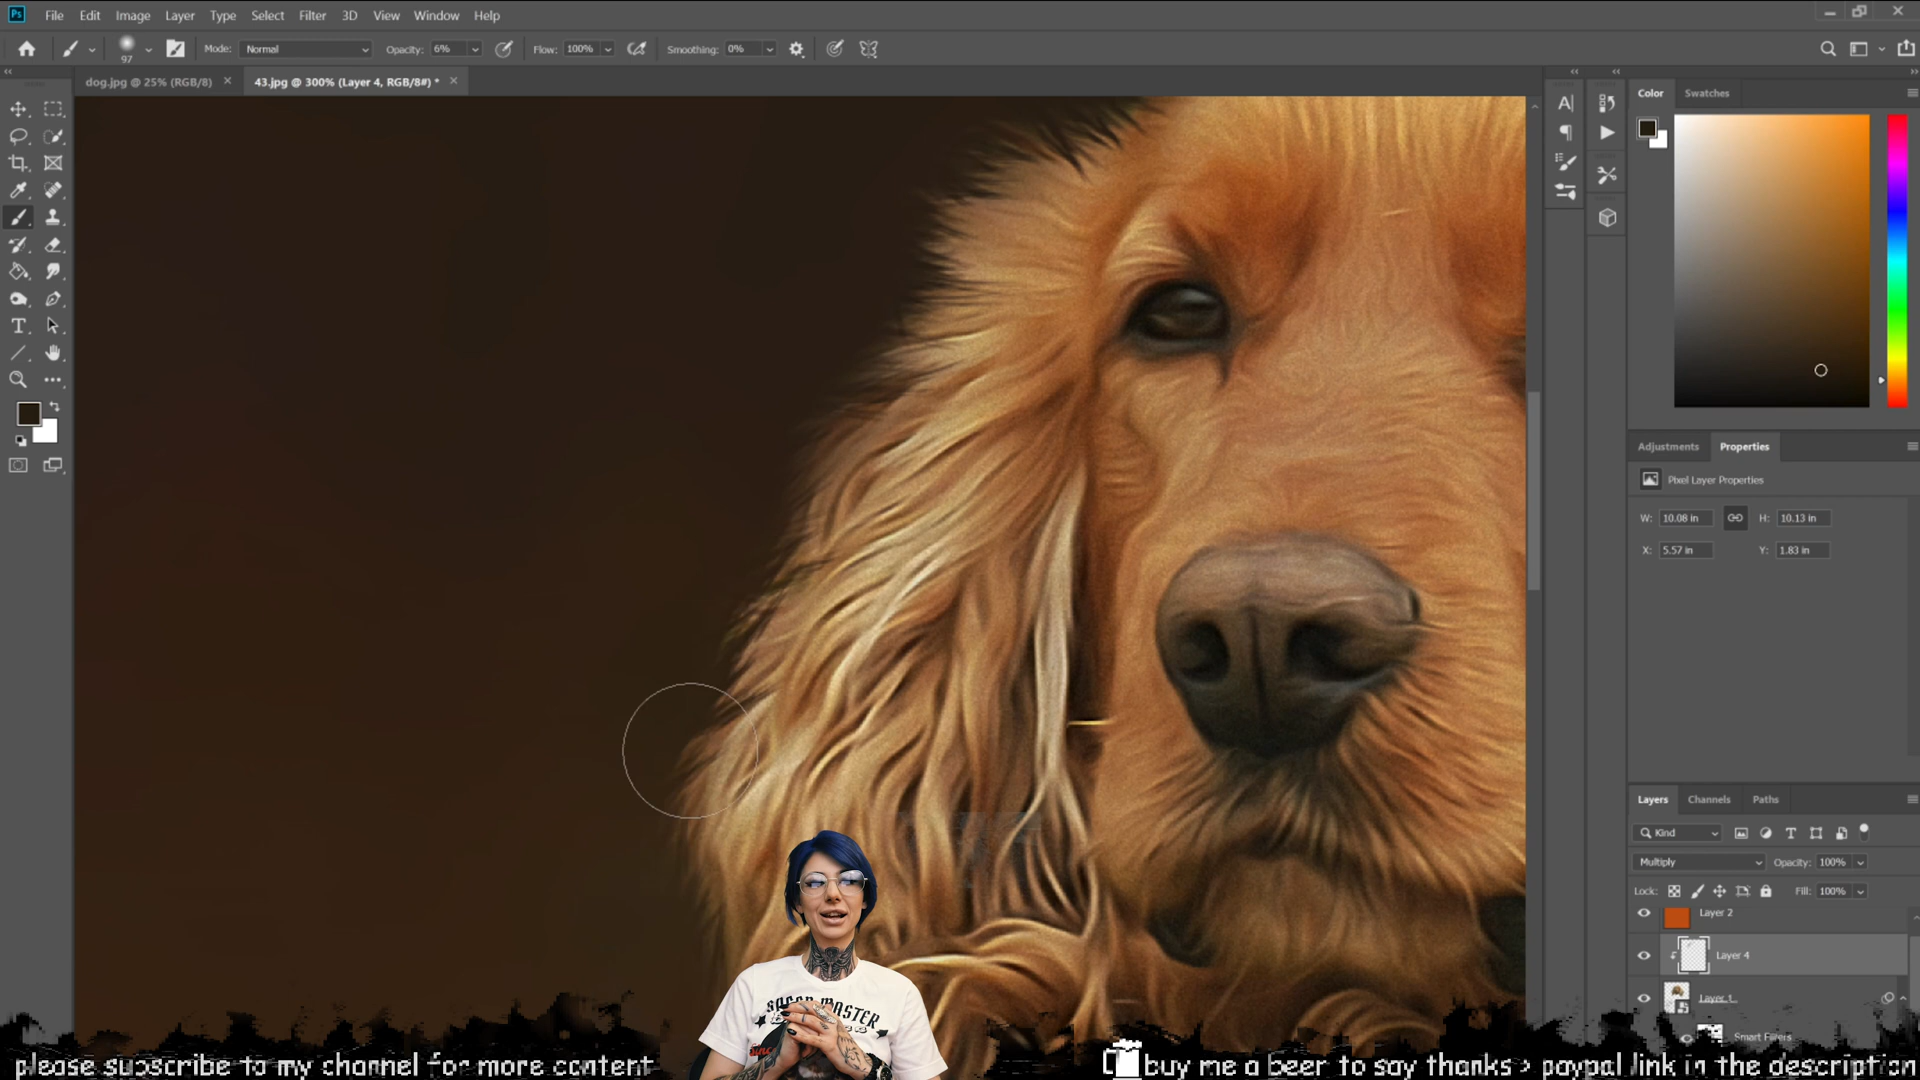 File Edit Image Layer Type Select Filter 3D View Window Help
97 Mode: Normal Opacity: 6% Flow: 100% Smoothing: 0%
dog.jpg @ 25% (RGB/8) 43.jpg @ 300% (Layer 4, RGB/8#) *
Color Swatches
Adjustments Properties
Pixel Layer Properties
W: 10.08 in H: 10.13 in
X: 5.57 in Y: 1.83 in
Layers Channels Paths
Kind
Multiply Opacity: 100%
Lock: Fill: 100%
Layer 2
Layer 4
Layer 1
Smart Filters
MASTER
please subscribe to my channel for more content
buy me a beer to say thanks > paypal link in the description